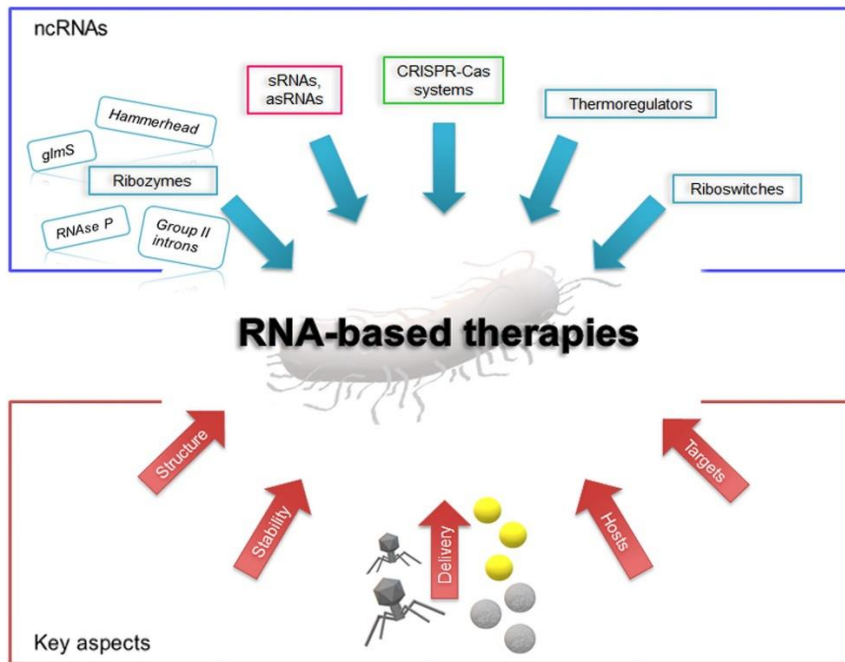 ncRNAs
sRNAs,
asRNAs
CRISPR-Cas
systems
Thermoregulators
Hammerhead
glmS
Ribozymes
Riboswitches
RNAse P
Group II
introns
RNA-based therapies
Structure
Stability
Delivery
Hosts
Targets
Key aspects